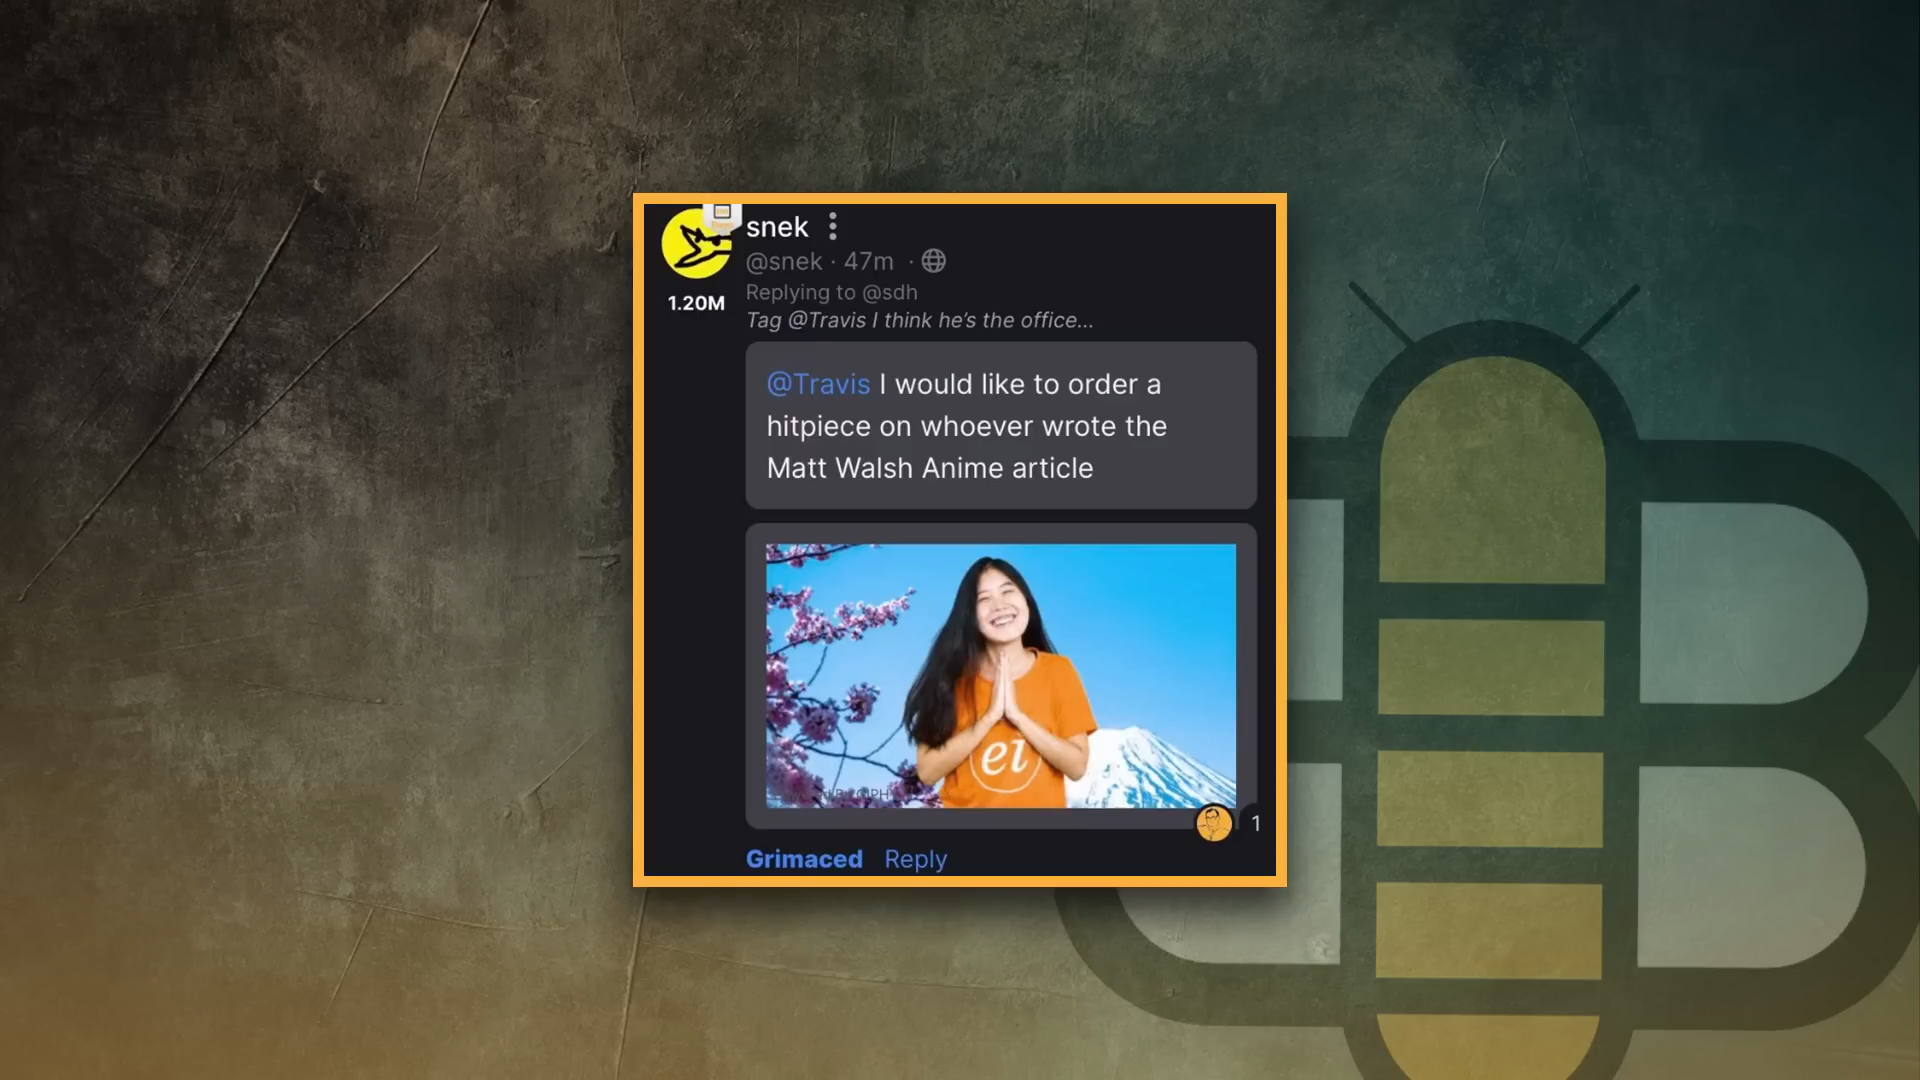 snek
@snek · 47m ·
1.20M
Replying to @sdh
Tag @Travis I think he's the office...
@Travis I would like to order a
hitpiece on whoever wrote the
Matt Walsh Anime article
ei
1
Grimaced Reply